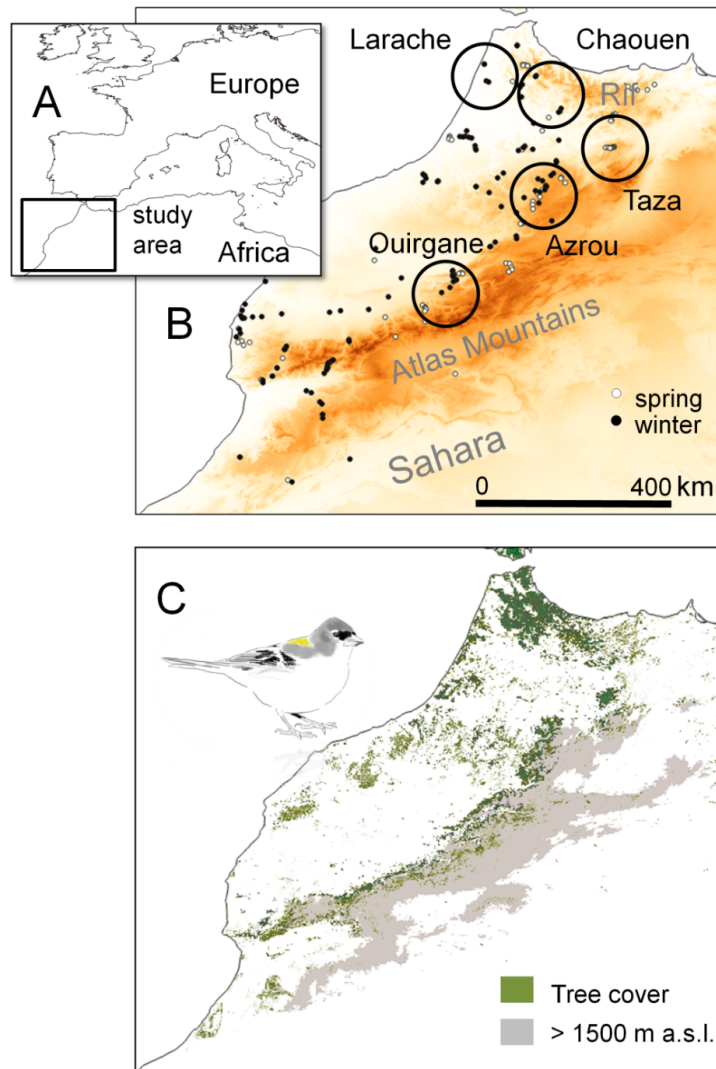 A
Europe
study
area
Africa
B
Larache
Chaouen
Rif
Taza
Azrou
Ouirgane
Atlas Mountains
Sahara
spring
winter
0 400 km
C
Tree cover
> 1500 m a.s.l.